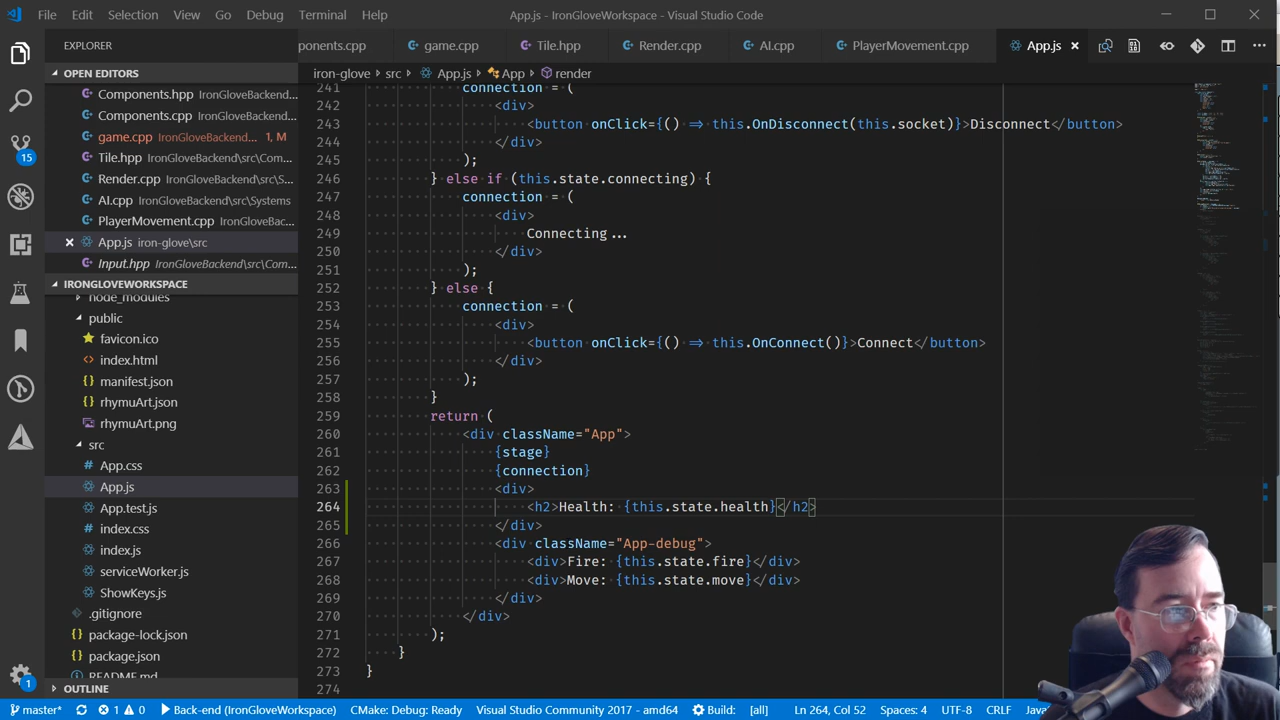 File Edit Selection View Go Debug Terminal Help App.js - IronGloveWorkspace - Visual Studio Code
EXPLORER
OPEN EDITORS
Components.hpp IronGloveBackend\...
Components.cpp IronGloveBackend\...
game.cpp IronGloveBackend... 1, M
Tile.hpp IronGloveBackend\src\Com...
Render.cpp IronGloveBackend\src\S...
AI.cpp IronGloveBackend\src\Systems
PlayerMovement.cpp IronGloveBac...
App.js iron-glove\src
Input.hpp IronGloveBackend\src\Com...
IRONGLOVEWORKSPACE
node_modules
public
favicon.ico
index.html
manifest.json
rhymuArt.json
rhymuArt.png
src
App.css
App.js
App.test.js
index.css
index.js
serviceWorker.js
ShowKeys.js
.gitignore
package-lock.json
package.json
README.md
OUTLINE
15
1
ponents.cpp game.cpp Tile.hpp Render.cpp AI.cpp PlayerMovement.cpp App.js
iron-glove src App.js App render
241 connection = (
242 <div>
243 <button onClick={() => this.OnDisconnect(this.socket)}>Disconnect</button>
244 </div>
245 );
246 } else if (this.state.connecting) {
247 connection = (
248 <div>
249 Connecting...
250 </div>
251 );
252 } else {
253 connection = (
254 <div>
255 <button onClick={() => this.OnConnect()}>Connect</button>
256 </div>
257 );
258 }
259 return (
260 <div className="App">
261 {stage}
262 {connection}
263 <div>
264 <h2>Health: {this.state.health}</h2>
265 </div>
266 <div className="App-debug">
267 <div>Fire: {this.state.fire}</div>
268 <div>Move: {this.state.move}</div>
269 </div>
270 </div>
271 );
272 }
273 }
274
master* 1 0 Back-end (IronGloveWorkspace) CMake: Debug: Ready Visual Studio Community 2017 - amd64 Build: [all] Ln 264, Col 52 Spaces: 4 UTF-8 CRLF